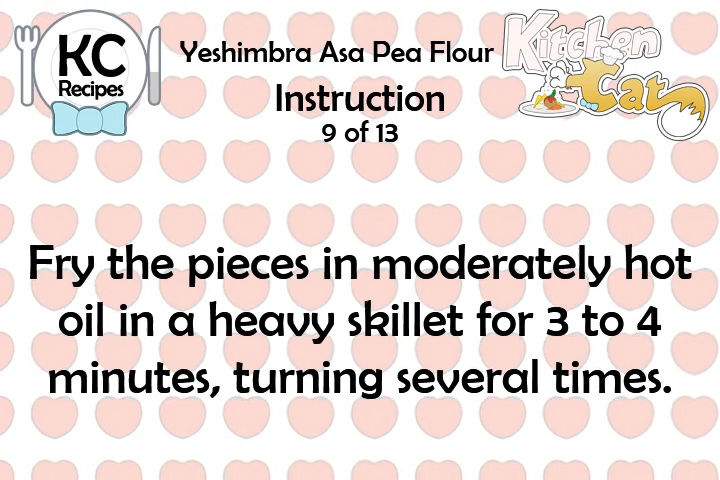 KC
Recipes
Yeshimbra Asa Pea Flour
Instruction
9 of 13
Kitchen
Cat
Fry the pieces in moderately hot
oil in a heavy skillet for 3 to 4
minutes, turning several times.